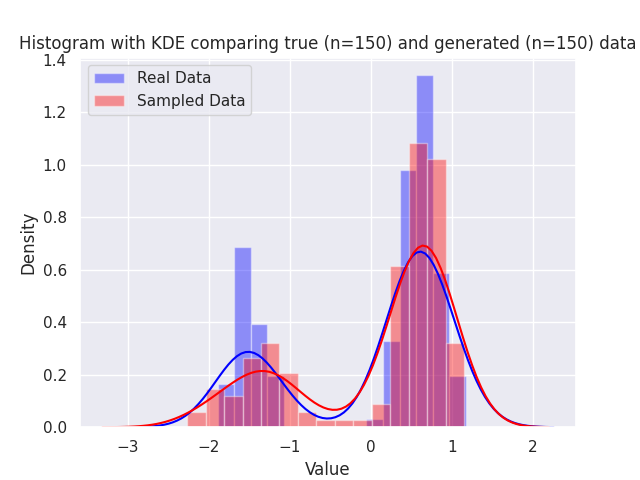 Histogram with KDE comparing true (n=150) and generated (n=150) data
Real Data
Sampled Data
Density
1.4
1.2
1.0
0.8
0.6
0.4
0.2
0.0
−3 −2 −1 0 1 2
Value